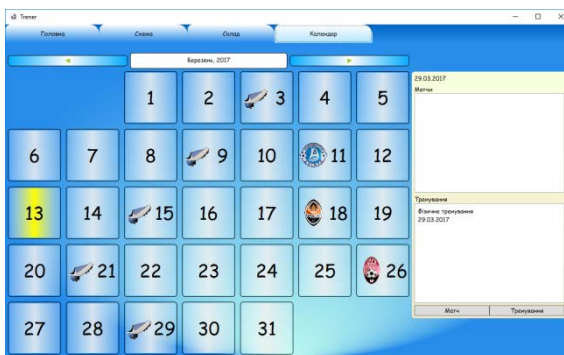 Trener
Головна Схема Склад Календар
Березень, 2017
1 2 3 4 5
6 7 8 9 10 11 12
13 14 15 16 17 18 19
20 21 22 23 24 25 26
27 28 29 30 31
29.03.2017
Матчи
Тренування
Фізичне тренування
29.03.2017
Матч Тренування